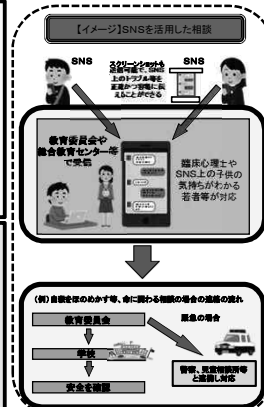 【イメージ】SNSを活用した相談
SNS
スクリーンショットも
送信可能で、SNS
上のトラブル等を
正確かつ容易に伝
えることができる
SNS
教育委員会や
総合教育センター等
で受信
臨床心理士や
SNS上の子供の
気持ちがわかる
若者等が対応
(例)自殺をほのめかす等、命に関わる相談の場合の連絡の流れ
教育委員会
緊急の場合
学校
安全を確認
警察、児童相談所等
と連携し対応